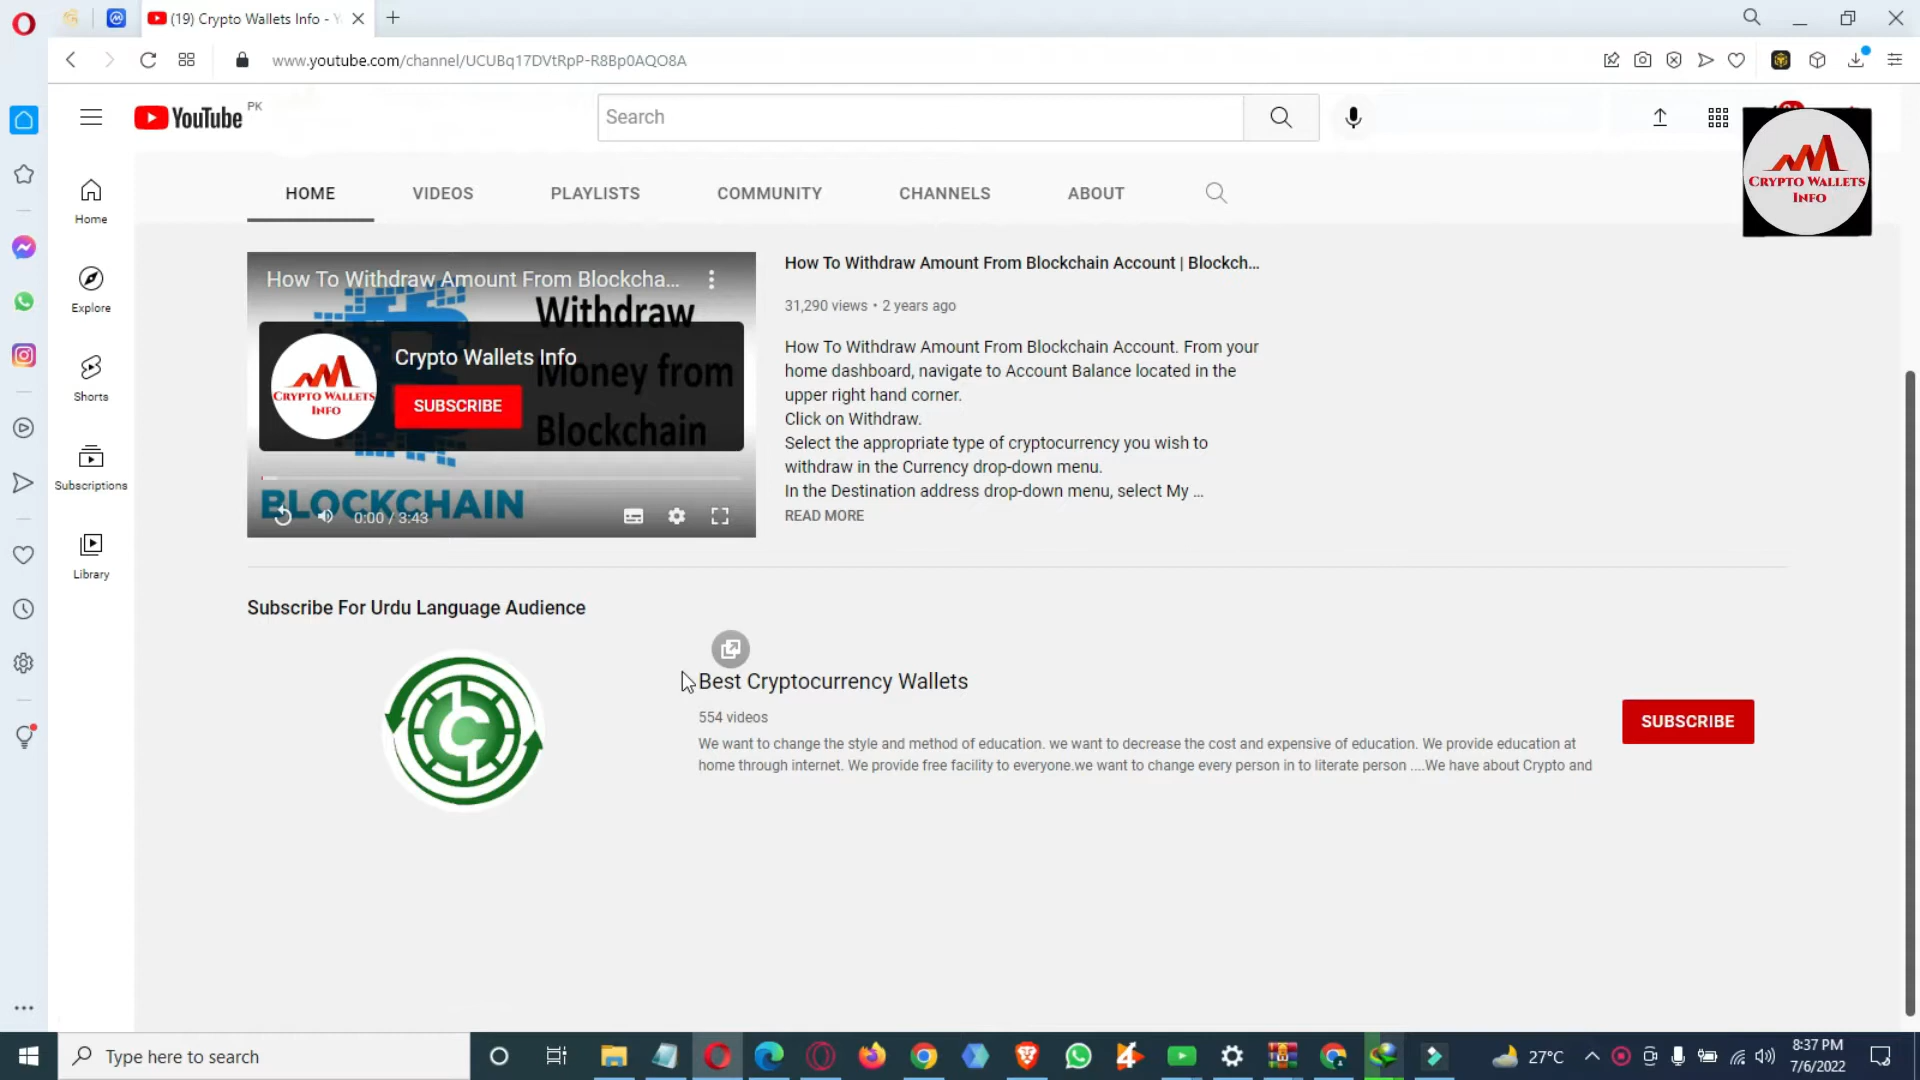 (19) Crypto Wallets Info - Y
www.youtube.com/channel/UCUBq17DVtRpP-R8Bp0AQO8A
YouTube PK
Search
CRYPTO WALLETS
INFO
HOME
VIDEOS
PLAYLISTS
COMMUNITY
CHANNELS
ABOUT
Home
Explore
Shorts
Subscriptions
Library
How To Withdraw Amount From Blockcha...
Withdraw
Money from
Blockchain
Crypto Wallets Info
SUBSCRIBE
CRYPTO WALLETS
INFO
BLOCKCHAIN
0:00 / 3:43
How To Withdraw Amount From Blockchain Account | Blockch...
31,290 views • 2 years ago
How To Withdraw Amount From Blockchain Account. From your
home dashboard, navigate to Account Balance located in the
upper right hand corner.
Click on Withdraw.
Select the appropriate type of cryptocurrency you wish to
withdraw in the Currency drop-down menu.
In the Destination address drop-down menu, select My ...
READ MORE
Subscribe For Urdu Language Audience
Best Cryptocurrency Wallets
554 videos
We want to change the style and method of education. we want to decrease the cost and expensive of education. We provide education at
home through internet. We provide free facility to everyone.we want to change every person in to literate person ....We have about Crypto and
SUBSCRIBE
Type here to search
27°C
8:37 PM
7/6/2022